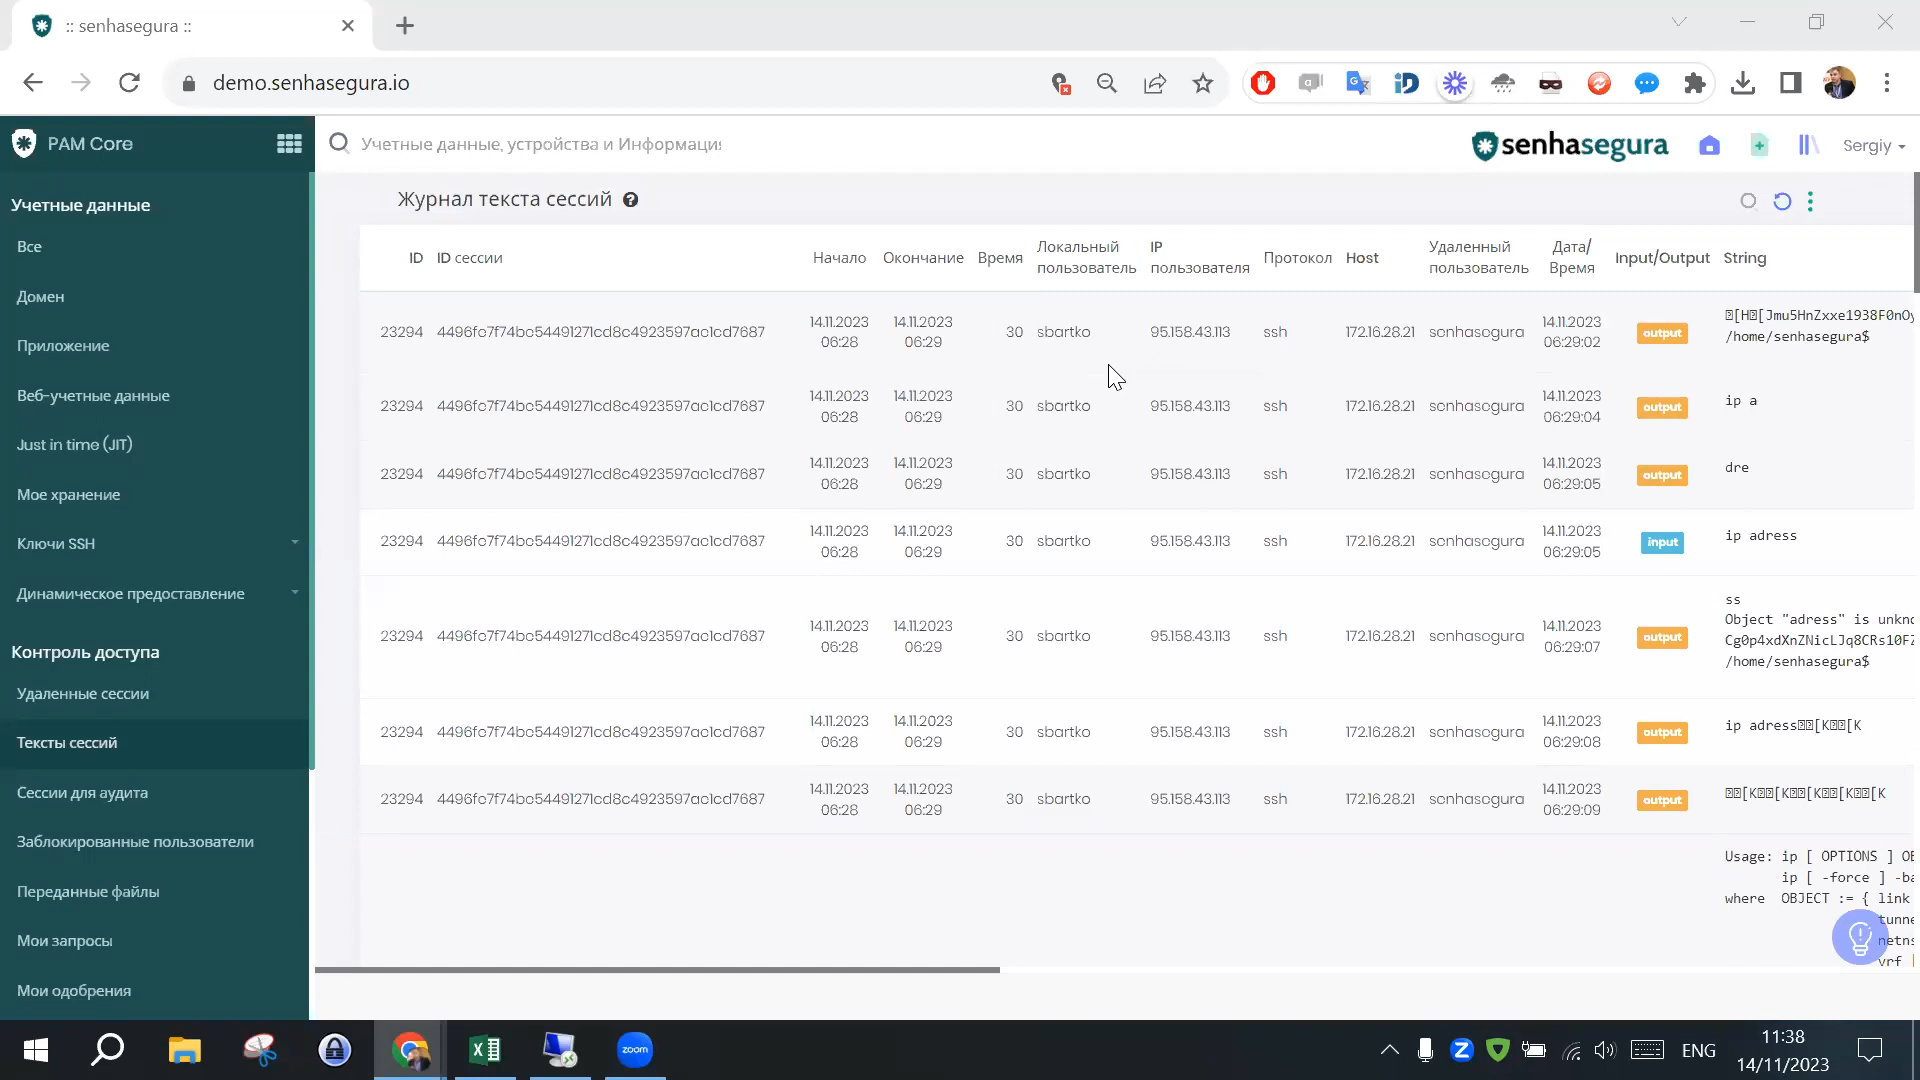 :: senhasegura ::
demo.senhasegura.io
PAM Core
Учетные данные, устройства и Информаци
senhasegura
Sergiy
Учетные данные
Все
Домен
Приложение
Веб-учетные данные
Just in time (JIT)
Мое хранение
Ключи SSH
Динамическое предоставление
Контроль доступа
Удаленные сессии
Тексты сессий
Сессии для аудита
Заблокированные пользователи
Переданные файлы
Мои запросы
Мои одобрения
Журнал текста сессий
ID ID сессии Начало Окончание Время Локальный пользователь IP пользователя Протокол Host Удаленный пользователь Дата/ Время Input/Output String
23294 4496fe7f74be54491271cd8c4923597ac1cd7687 14.11.2023 06:28 14.11.2023 06:29 30 sbartko 95.158.43.113 ssh 172.16.28.21 senhasegura 14.11.2023 06:29:02 output
/home/senhasegura$
23294 4496fe7f74be54491271cd8c4923597ac1cd7687 14.11.2023 06:28 14.11.2023 06:29 30 sbartko 95.158.43.113 ssh 172.16.28.21 senhasegura 14.11.2023 06:29:04 output ip a
23294 4496fe7f74be54491271cd8c4923597ac1cd7687 14.11.2023 06:28 14.11.2023 06:29 30 sbartko 95.158.43.113 ssh 172.16.28.21 senhasegura 14.11.2023 06:29:05 output dre
23294 4496fe7f74be54491271cd8c4923597ac1cd7687 14.11.2023 06:28 14.11.2023 06:29 30 sbartko 95.158.43.113 ssh 172.16.28.21 senhasegura 14.11.2023 06:29:05 input ip adress
23294 4496fe7f74be54491271cd8c4923597ac1cd7687 14.11.2023 06:28 14.11.2023 06:29 30 sbartko 95.158.43.113 ssh 172.16.28.21 senhasegura 14.11.2023 06:29:07 output ss
Object "adress" is unkno
Cg0p4xdXnZNicLJq8CRs10FZ
/home/senhasegura$
23294 4496fe7f74be54491271cd8c4923597ac1cd7687 14.11.2023 06:28 14.11.2023 06:29 30 sbartko 95.158.43.113 ssh 172.16.28.21 senhasegura 14.11.2023 06:29:08 output ip adress [K [K
23294 4496fe7f74be54491271cd8c4923597ac1cd7687 14.11.2023 06:28 14.11.2023 06:29 30 sbartko 95.158.43.113 ssh 172.16.28.21 senhasegura 14.11.2023 06:29:09 output [K [K [K [K [K
Usage: ip [ OPTIONS ] OB
ip [ -force ] -ba
where OBJECT := { link
tunne
netns
vrf |
zoom
Z
ENG
11:38
14/11/2023